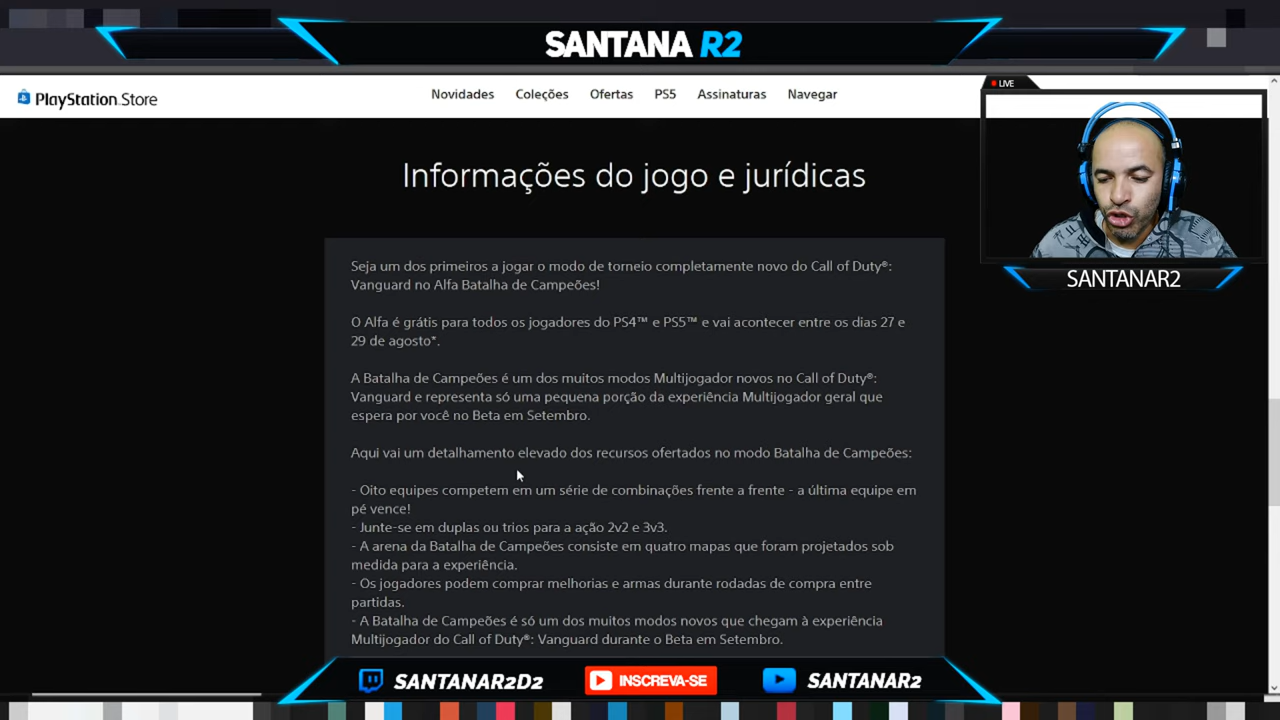 SANTANA R2
PlayStation Store
Novidades Coleções Ofertas PS5 Assinaturas Navegar
LIVE
Informações do jogo e jurídicas
SANTANAR2
Seja um dos primeiros a jogar o modo de torneio completamente novo do Call of Duty®:
Vanguard no Alfa Batalha de Campeões!
O Alfa é grátis para todos os jogadores do PS4™ e PS5™ e vai acontecer entre os dias 27 e
29 de agosto*.
A Batalha de Campeões é um dos muitos modos Multijogador novos no Call of Duty®:
Vanguard e representa só uma pequena porção da experiência Multijogador geral que
espera por você no Beta em Setembro.
Aqui vai um detalhamento elevado dos recursos ofertados no modo Batalha de Campeões:
- Oito equipes competem em um série de combinações frente a frente - a última equipe em
pé vence!
- Junte-se em duplas ou trios para a ação 2v2 e 3v3.
- A arena da Batalha de Campeões consiste em quatro mapas que foram projetados sob
medida para a experiência.
- Os jogadores podem comprar melhorias e armas durante rodadas de compra entre
partidas.
- A Batalha de Campeões é só um dos muitos modos novos que chegam à experiência
Multijogador do Call of Duty®: Vanguard durante o Beta em Setembro.
SANTANAR2D2 INSCREVA-SE SANTANAR2